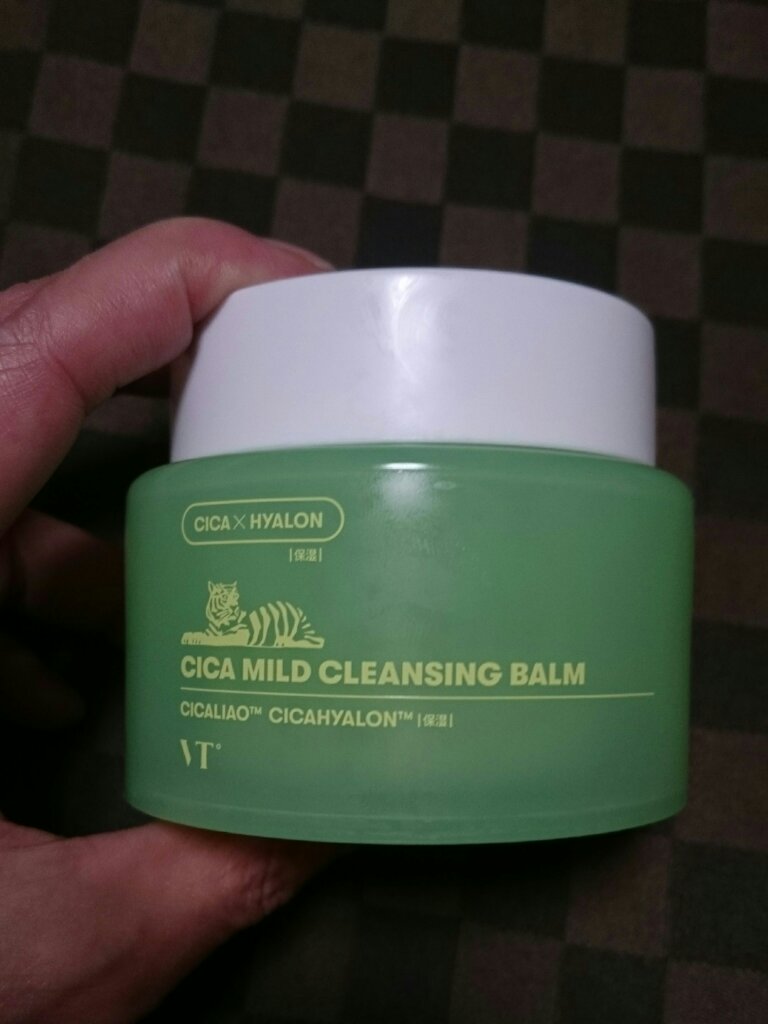 CICA×HYALON
|保湿|
CICA MILD CLEANSING BALM
CICALIAO™ CICAHYALON™ |保湿|
VT°